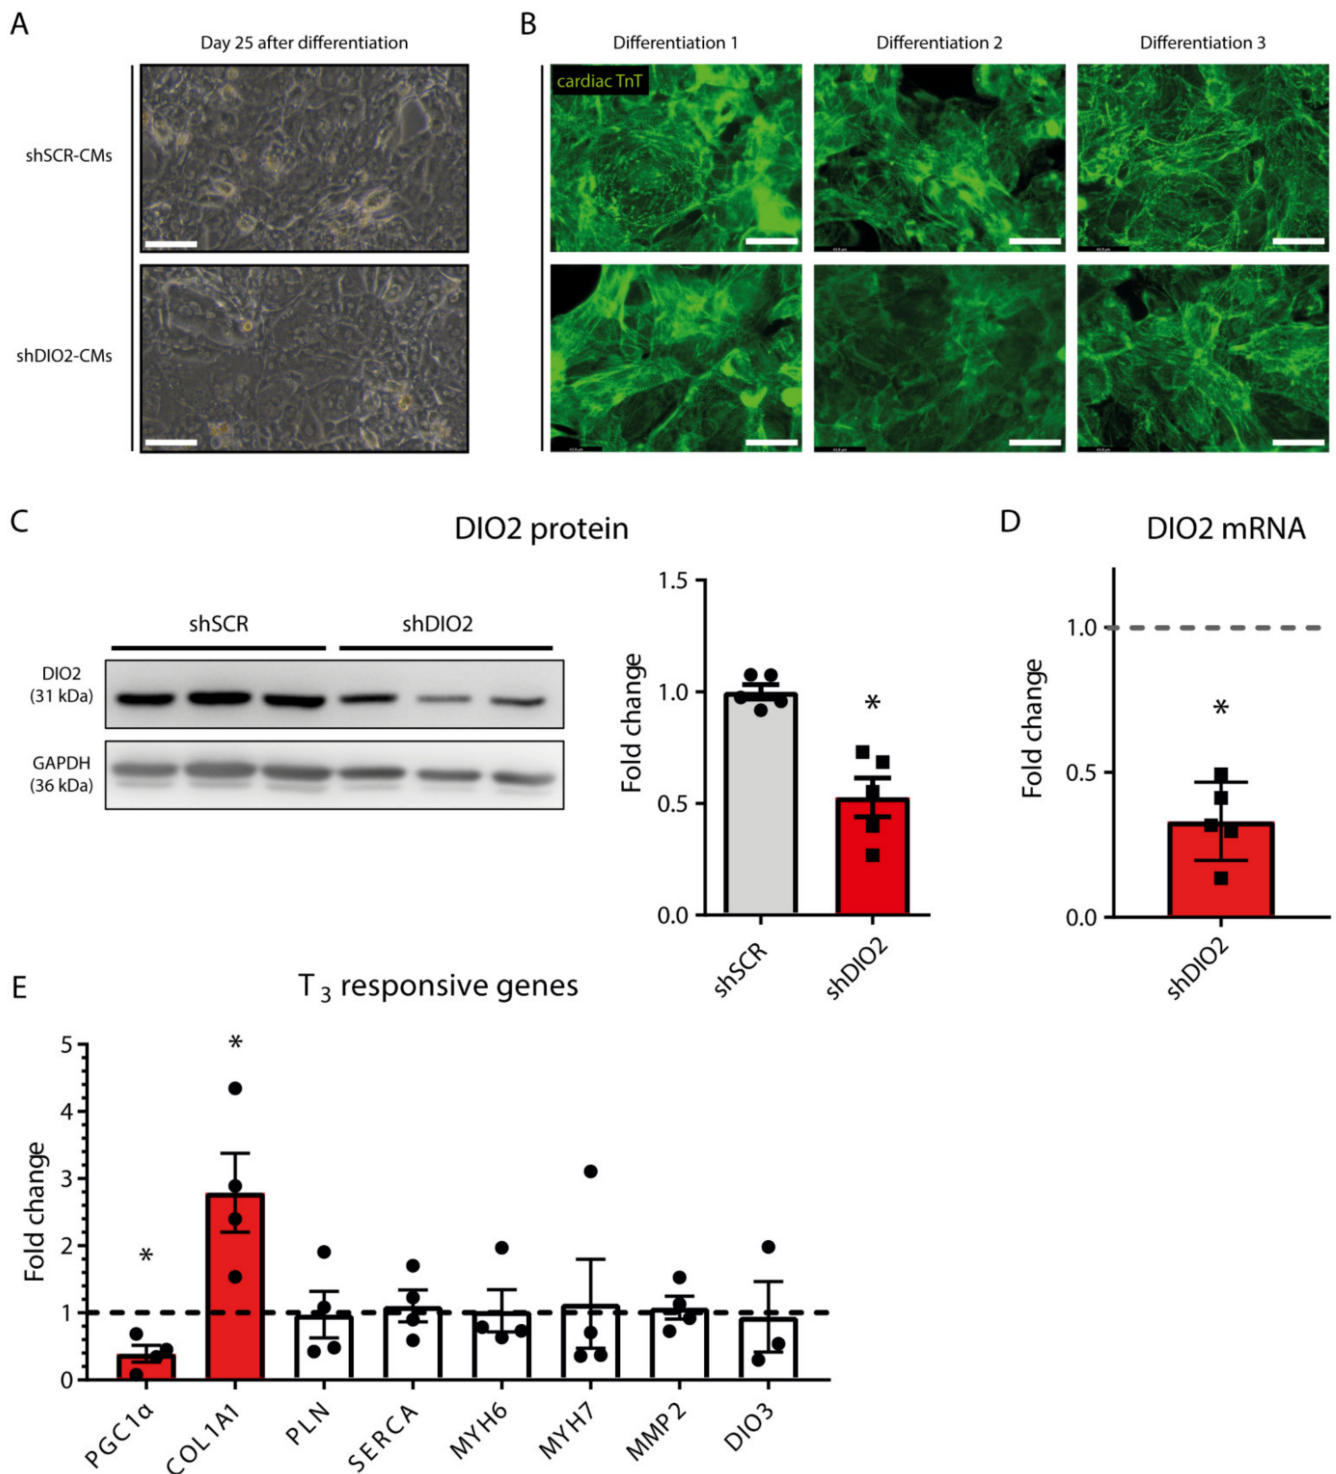 A
Day 25 after differentiation
shSCR-CMs
shDIO2-CMs
B
Differentiation 1
Differentiation 2
Differentiation 3
cardiac TnT
C
DIO2 protein
shSCR
shDIO2
DIO2
(31 kDa)
GAPDH
(36 kDa)
Fold change
1.5
1.0
0.5
0.0
*
shSCR
shDIO2
D
DIO2 mRNA
Fold change
1.0
0.5
0.0
*
shDIO2
E
T3 responsive genes
Fold change
5
4
3
2
1
0
*
*
PGC1α
COL1A1
PLN
SERCA
MYH6
MYH7
MMP2
DIO3